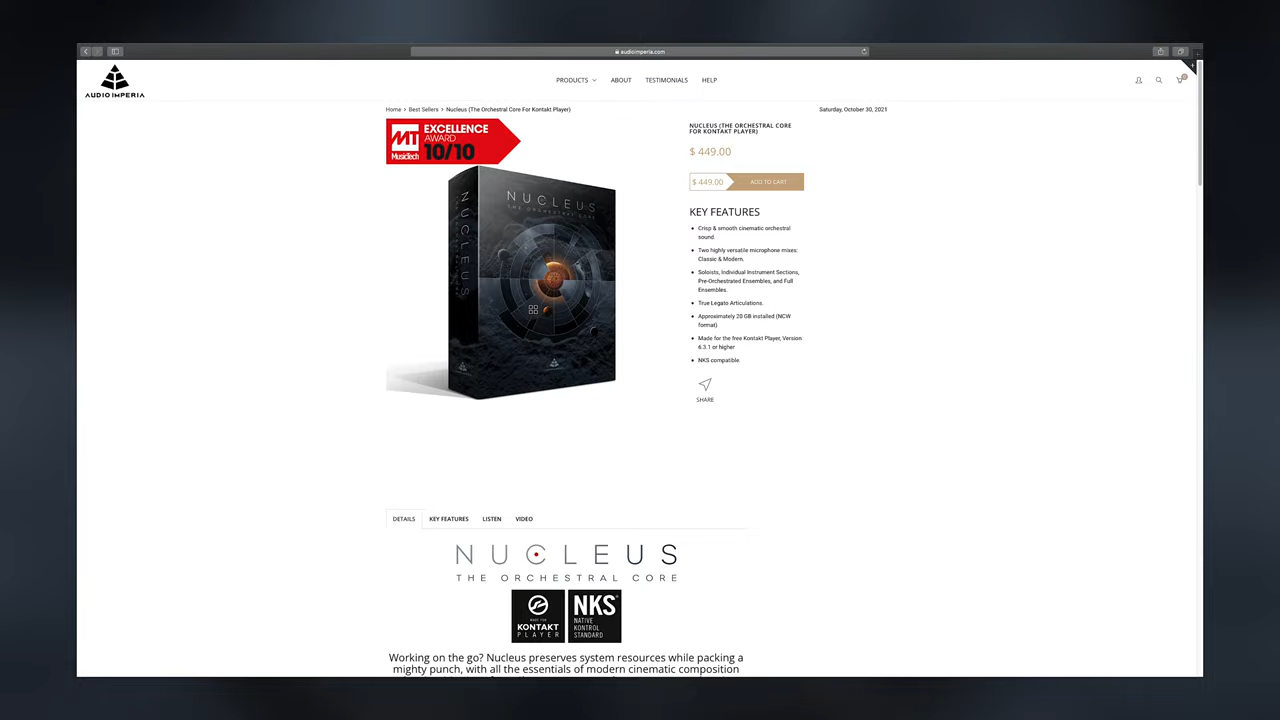 audioimperia.com
AUDIO IMPERIA
PRODUCTS
ABOUT
TESTIMONIALS
HELP
0
Home > Best Sellers > Nucleus (The Orchestral Core For Kontakt Player)
Saturday, October 30, 2021
MT
MusicTech
EXCELLENCE
AWARD
10/10
NUCLEUS
THE ORCHESTRAL CORE
NUCLEUS
NUCLEUS (THE ORCHESTRAL CORE
FOR KONTAKT PLAYER)
$ 449.00
$ 449.00
ADD TO CART
KEY FEATURES
Crisp & smooth cinematic orchestral
sound.
Two highly versatile microphone mixes:
Classic & Modern.
Soloists, Individual Instrument Sections,
Pre-Orchestrated Ensembles, and Full
Ensembles.
True Legato Articulations.
Approximately 20 GB installed (NCW
format)
Made for the free Kontakt Player, Version
6.3.1 or higher
NKS compatible
SHARE
DETAILS
KEY FEATURES
LISTEN
VIDEO
NUCLEUS
THE ORCHESTRAL CORE
MADE FOR
KONTAKT
PLAYER
NKS
NATIVE
KONTROL
STANDARD
Working on the go? Nucleus preserves system resources while packing a
mighty punch, with all the essentials of modern cinematic composition